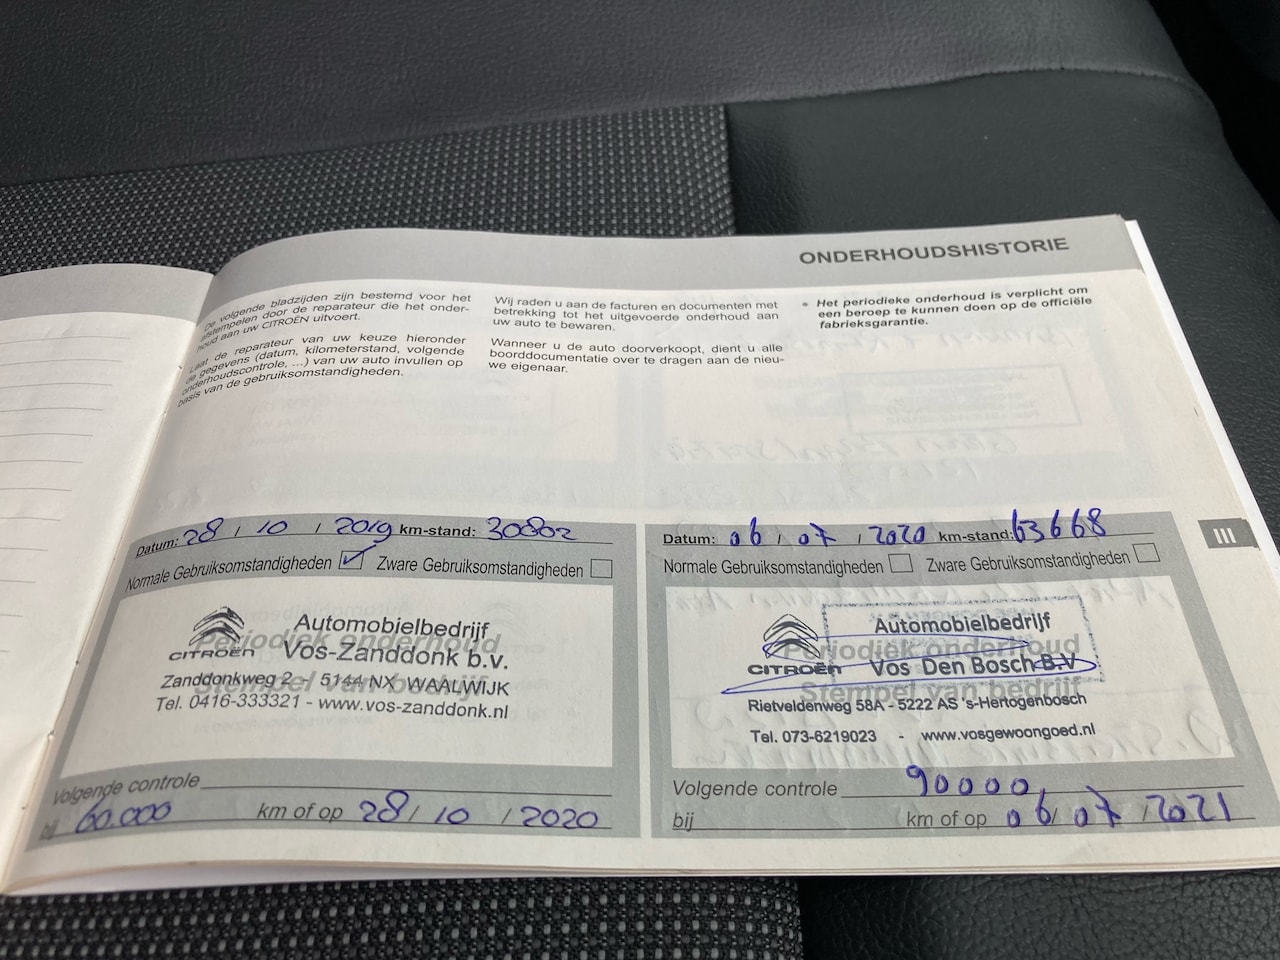 ONDERHOUDSHISTORIE
De volgende bladzijden zijn bestemd voor het
afstempelen door de reparateur die het onder-
houd aan uw CITROËN uitvoert.
Laat de reparateur van uw keuze hieronder
de gegevens (datum, kilometerstand, volgende
onderhoudscontrole, ...) van uw auto invullen op
basis van de gebruiksomstandigheden.
Wij raden u aan de facturen en documenten met
betrekking tot het uitgevoerde onderhoud aan
uw auto te bewaren.
Wanneer u de auto doorverkoopt, dient u alle
boorddocumentatie over te dragen aan de nieu-
we eigenaar.
* Het periodieke onderhoud is verplicht om
een beroep te kunnen doen op de officiële
fabrieksgarantie.
III
Datum: 28 / 10 / 2019 km-stand: 30802
Normale Gebruiksomstandigheden Zware Gebruiksomstandigheden
Automobielbedrijf
Periodiek onderhoud
CITROËN Vos-Zanddonk b.v.
Stempel van bedrijf
Zanddonkweg 2 - 5144 NX WAALWIJK
Tel. 0416-333321 - www.vos-zanddonk.nl
Volgende controle
bij 60.000 km of op 28 / 10 / 2020
Datum: 06 / 07 / 2020 km-stand: 63668
Normale Gebruiksomstandigheden Zware Gebruiksomstandigheden
Automobielbedrijf
Periodiek onderhoud
CITROËN Vos Den Bosch B.V
Stempel van bedrijf
Rietveldenweg 58A - 5222 AS 's-Hertogenbosch
Tel. 073-6219023 - www.vosgewoongoed.nl
Volgende controle 90000
bij km of op 06 / 07 / 2021